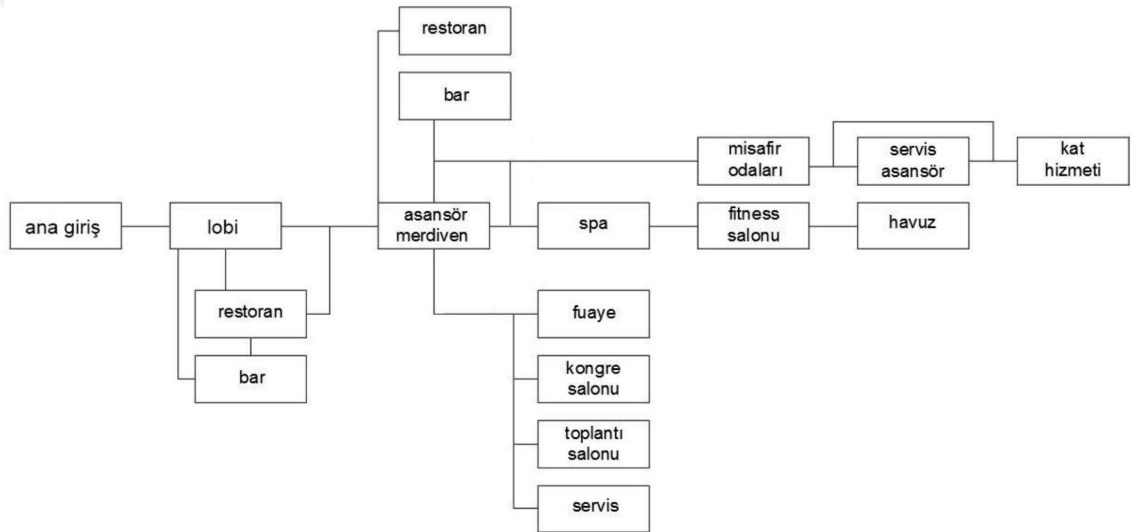 restoran
bar
misafir
odaları
servis
asansör
kat
hizmeti
ana giriş
lobi
asansör
merdiven
spa
fitness
salonu
havuz
restoran
fuaye
bar
kongre
salonu
toplantı
salonu
servis